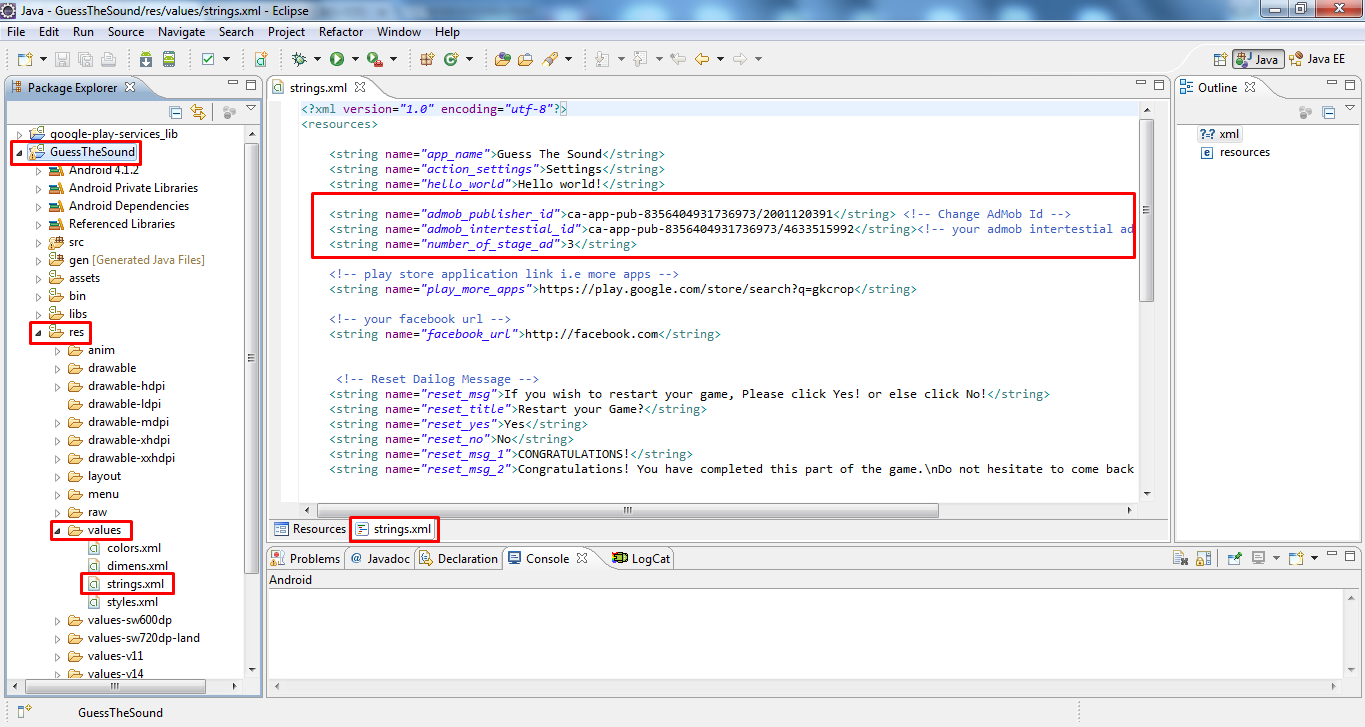 Java - GuessTheSound/res/values/strings.xml - Eclipse
File Edit Run Source Navigate Search Project Refactor Window Help
Java Java EE
Package Explorer
google-play-services_lib
GuessTheSound
Android 4.1.2
Android Private Libraries
Android Dependencies
Referenced Libraries
src
gen [Generated Java Files]
assets
bin
libs
res
anim
drawable
drawable-hdpi
drawable-ldpi
drawable-mdpi
drawable-xhdpi
drawable-xxhdpi
layout
menu
raw
values
colors.xml
dimens.xml
strings.xml
styles.xml
values-sw600dp
values-sw720dp-land
values-v11
values-v14
strings.xml
<?xml version="1.0" encoding="utf-8"?>
<resources>
<string name="app_name">Guess The Sound</string>
<string name="action_settings">Settings</string>
<string name="hello_world">Hello world!</string>
<string name="admob_publisher_id">ca-app-pub-8356404931736973/2001120391</string> <!-- Change AdMob Id -->
<string name="admob_intertestial_id">ca-app-pub-8356404931736973/4633515992</string><!-- your admob intertestial ad
<string name="number_of_stage_ad">3</string>
<!-- play store application link i.e more apps -->
<string name="play_more_apps">https://play.google.com/store/search?q=gkcrop</string>
<!-- your facebook url -->
<string name="facebook_url">http://facebook.com</string>
<!-- Reset Dailog Message -->
<string name="reset_msg">If you wish to restart your game, Please click Yes! or else click No!</string>
<string name="reset_title">Restart your Game?</string>
<string name="reset_yes">Yes</string>
<string name="reset_no">No</string>
<string name="reset_msg_1">CONGRATULATIONS!</string>
<string name="reset_msg_2">Congratulations! You have completed this part of the game.\nDo not hesitate to come back
Resources strings.xml
Outline
xml
resources
Problems @ Javadoc Declaration Console LogCat
Android
GuessTheSound